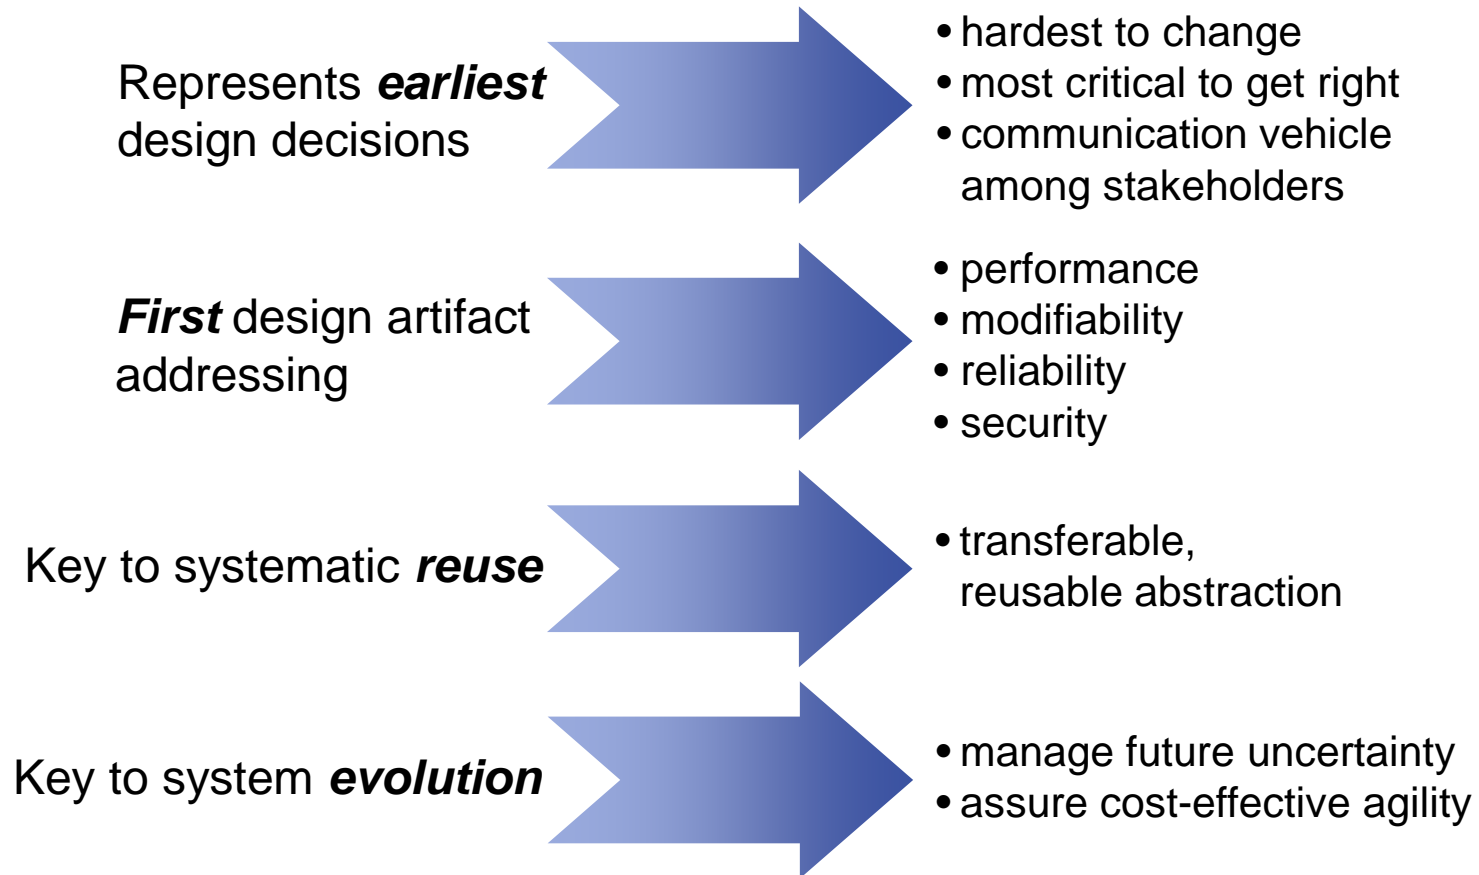 Represents earliest
design decisions
• hardest to change
• most critical to get right
• communication vehicle
among stakeholders
First design artifact
addressing
• performance
• modifiability
• reliability
• security
Key to systematic reuse
• transferable,
reusable abstraction
Key to system evolution
• manage future uncertainty
• assure cost-effective agility